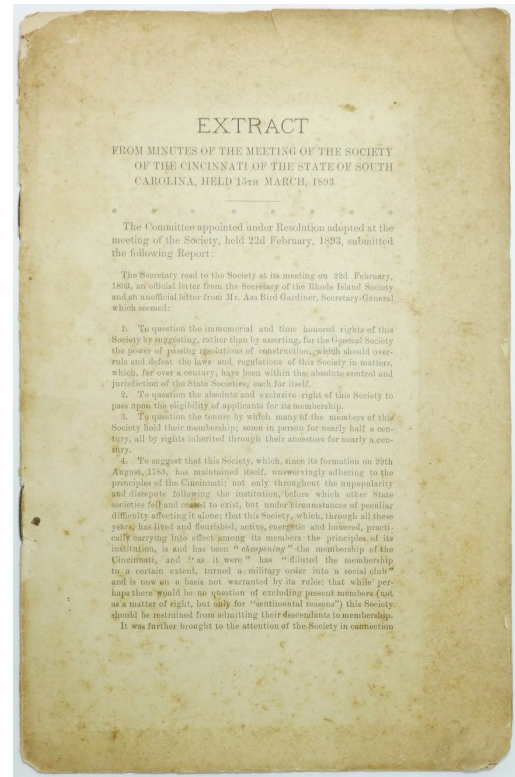 EXTRACT
FROM MINUTES OF THE MEETING OF THE SOCIETY
OF THE CINCINNATI OF THE STATE OF SOUTH
CAROLINA, HELD 15TH MARCH, 1893.
* * * * * * *
The Committee appointed under Resolution adopted at the
meeting of the Society, held 22d February, 1893, submitted
the following Report:
The Secretary read to the Society at its meeting on 22d February,
1893, an official letter from the Secretary of the Rhode Island Society
and an unofficial letter from Mr. Asa Bird Gardiner, Secretary-General
which seemed:
1. To question the immemorial and time honored rights of this
Society by suggesting, rather than by asserting, for the General Society
the power of passing resolutions of construction, which should over-
rule and defeat the laws and regulations of this Society in matters,
which, for over a century, have been within the absolute control and
jurisdiction of the State Societies; each for itself.
2. To question the absolute and exclusive right of this Society to
pass upon the eligibility of applicants for its membership.
3. To question the tenure by which many of the members of this
Society hold their membership; some in person for nearly half a cen-
tury, all by rights inherited through their ancestors for nearly a cen-
tury.
4. To suggest that this Society, which, since its formation on 29th
August, 1783, has maintained itself, unswervingly adhering to the
principles of the Cincinnati; not only throughout the unpopularity
and disrepute following the institution, before which other State
societies fell and ceased to exist, but under circumstances of peculiar
difficulty affecting it alone; that this Society, which, through all these
years, has lived and flourished, active, energetic and honored, practi-
cally carrying into effect among its members the principles of its
institution, is and has been "cheapening" the membership of the
Cincinnati, and "as it were" has "diluted the membership
to a certain extent, turned a military order into a social club"
and is now on a basis not warranted by its rules; that while per-
haps there would be no question of excluding present members (not
as a matter of right, but only for "sentimental reasons") this Society
should be restrained from admitting their descendants to membership.
It was further brought to the attention of the Society in connection